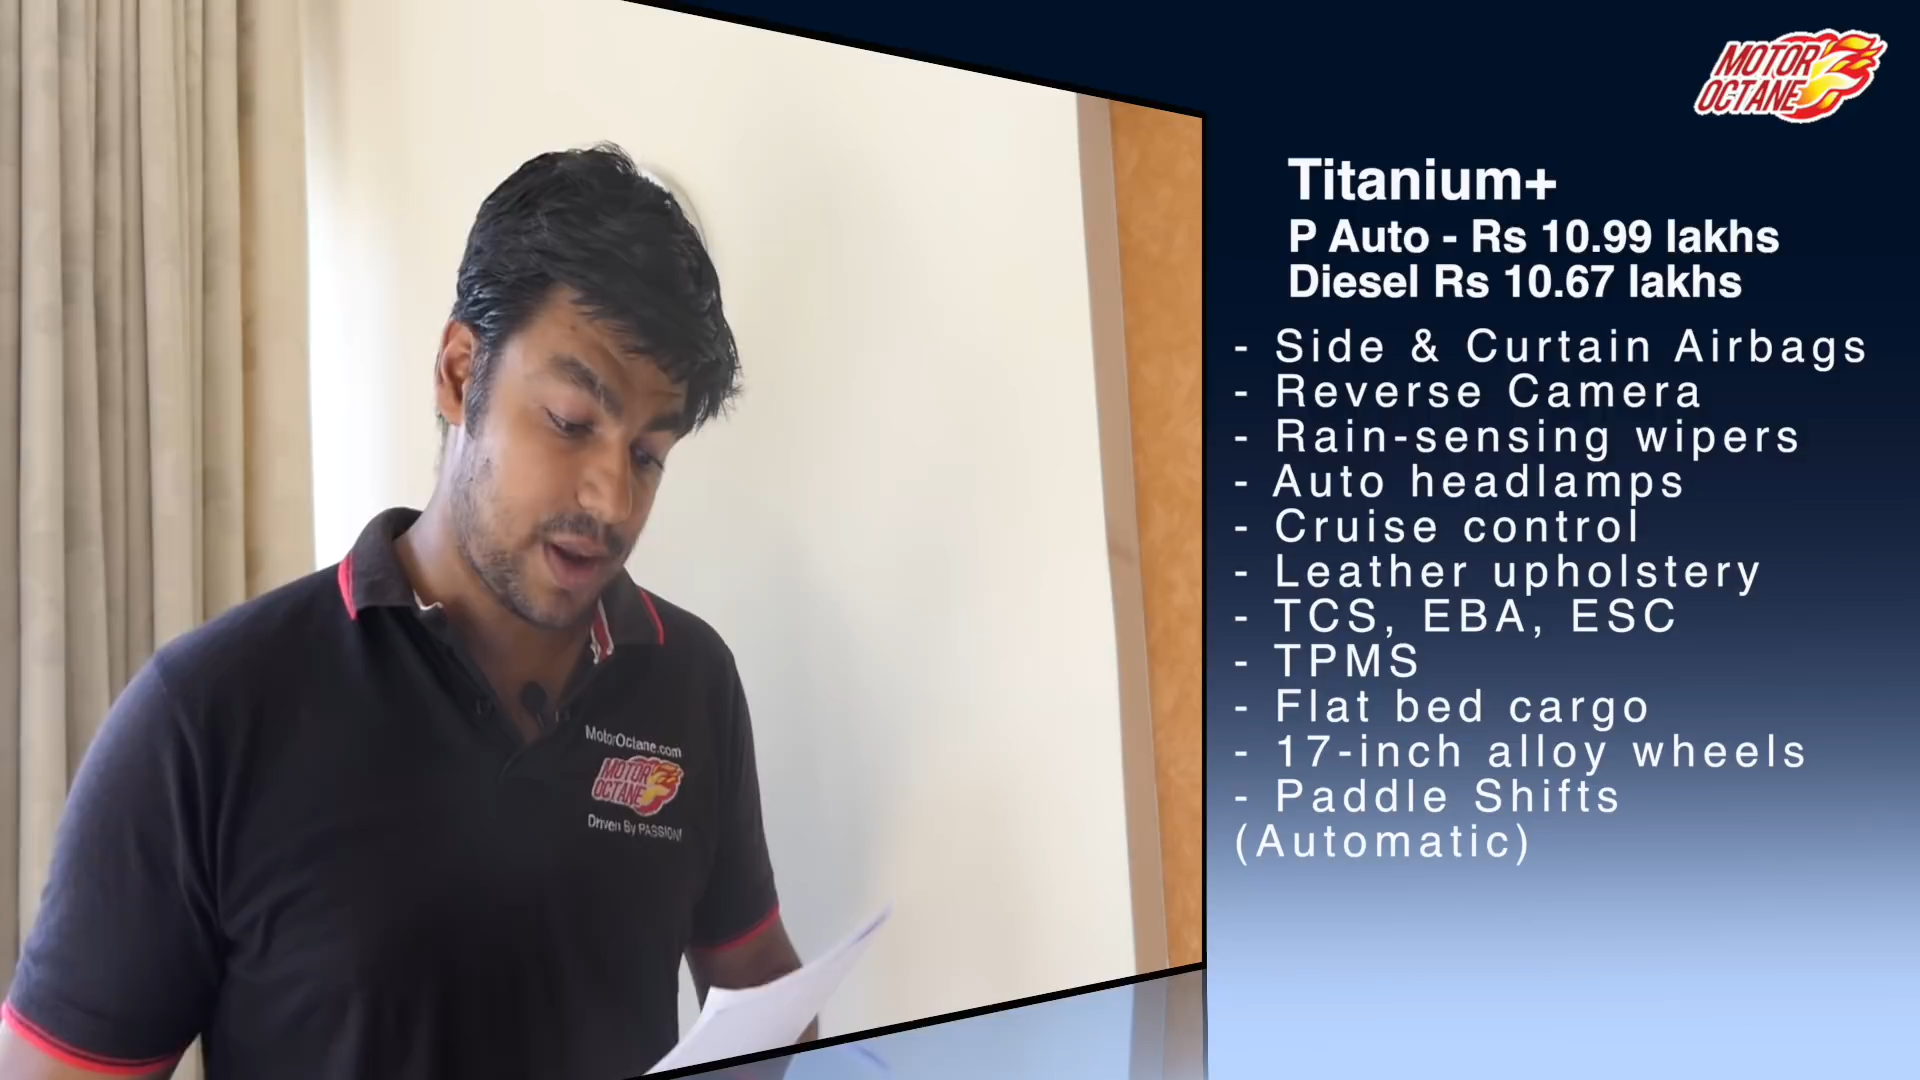 MOTOR
OCTANE
Titanium+
P Auto - Rs 10.99 lakhs
Diesel Rs 10.67 lakhs
- Side & Curtain Airbags
- Reverse Camera
- Rain-sensing wipers
- Auto headlamps
- Cruise control
- Leather upholstery
- TCS, EBA, ESC
- TPMS
- Flat bed cargo
- 17-inch alloy wheels
- Paddle Shifts
(Automatic)
MotorOctane.com
MOTOR
OCTANE
Driven By PASSION!